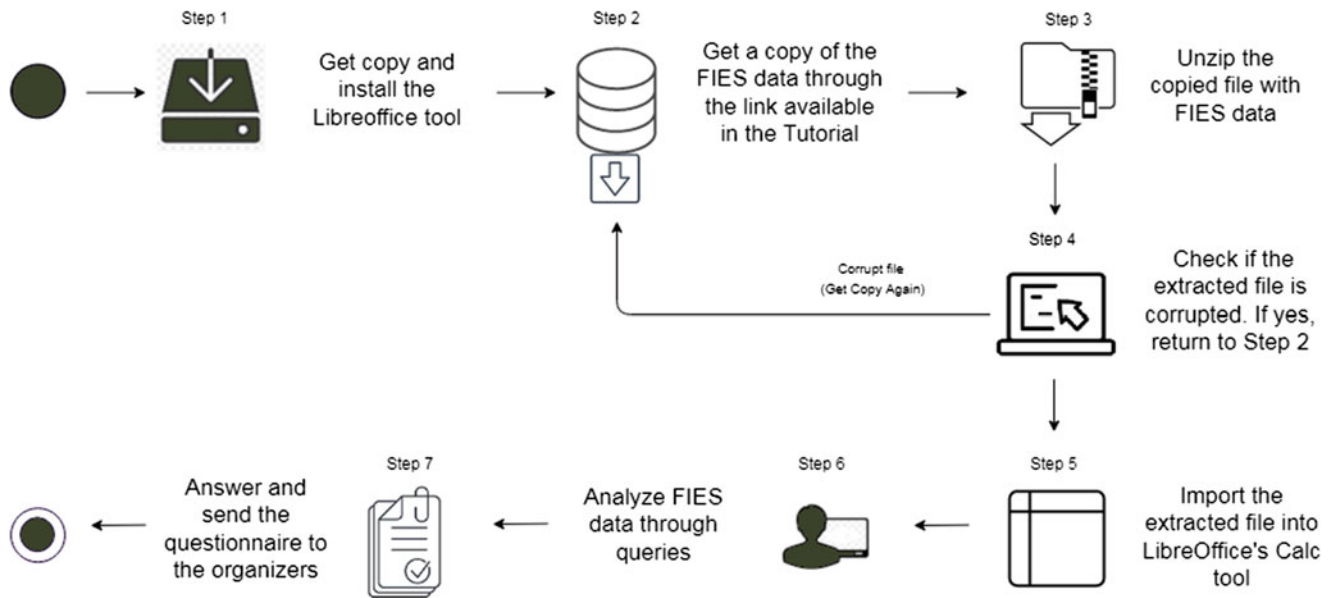 Step 1
Get copy and
install the
Libreoffice tool
Step 2
Get a copy of the
FIES data through
the link available
in the Tutorial
Step 3
Unzip the
copied file with
FIES data
Step 4
Check if the
extracted file is
corrupted. If yes,
return to Step 2
Corrupt file
(Get Copy Again)
Step 5
Import the
extracted file into
LibreOffice's Calc
tool
Step 6
Analyze FIES
data through
queries
Step 7
Answer and
send the
questionnaire to
the organizers